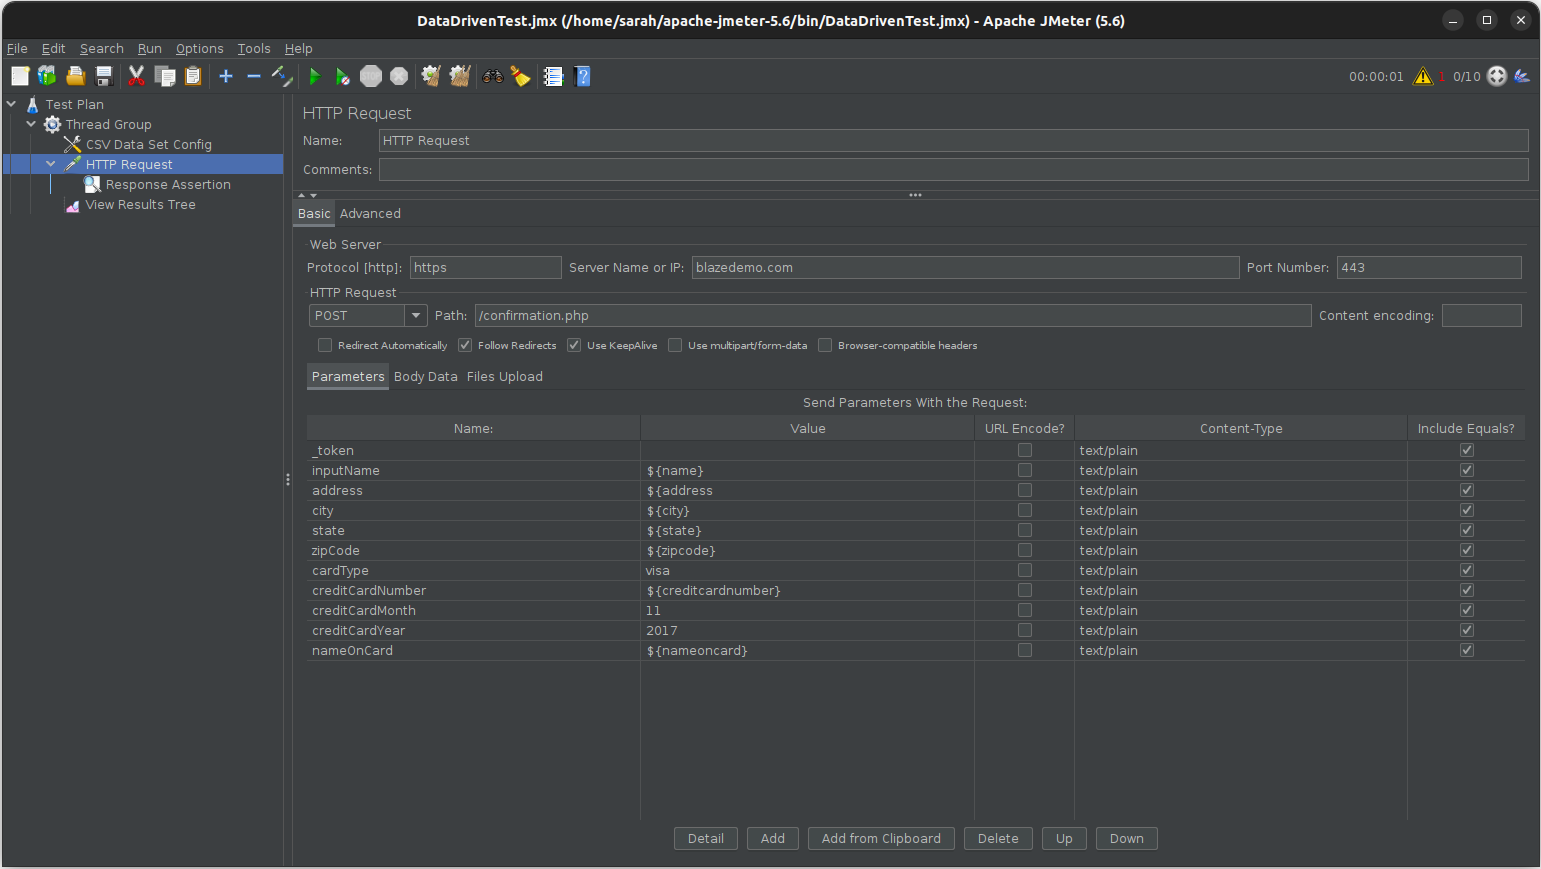 DataDrivenTest.jmx (/home/sarah/apache-jmeter-5.6/bin/DataDrivenTest.jmx) - Apache JMeter (5.6)
File Edit Search Run Options Tools Help
STOP 00:00:01 1 0/10
Test Plan
Thread Group
CSV Data Set Config
HTTP Request
Response Assertion
View Results Tree
HTTP Request
Name: HTTP Request
Comments:
Basic Advanced
Web Server
Protocol [http]: https Server Name or IP: blazedemo.com Port Number: 443
HTTP Request
POST Path: /confirmation.php Content encoding:
Redirect Automatically Follow Redirects Use KeepAlive Use multipart/form-data Browser-compatible headers
Parameters Body Data Files Upload
Send Parameters With the Request:
Name: Value URL Encode? Content-Type Include Equals?
_token text/plain
inputName ${name} text/plain
address ${address text/plain
city ${city} text/plain
state ${state} text/plain
zipCode ${zipcode} text/plain
cardType visa text/plain
creditCardNumber ${creditcardnumber} text/plain
creditCardMonth 11 text/plain
creditCardYear 2017 text/plain
nameOnCard ${nameoncard} text/plain
Detail Add Add from Clipboard Delete Up Down